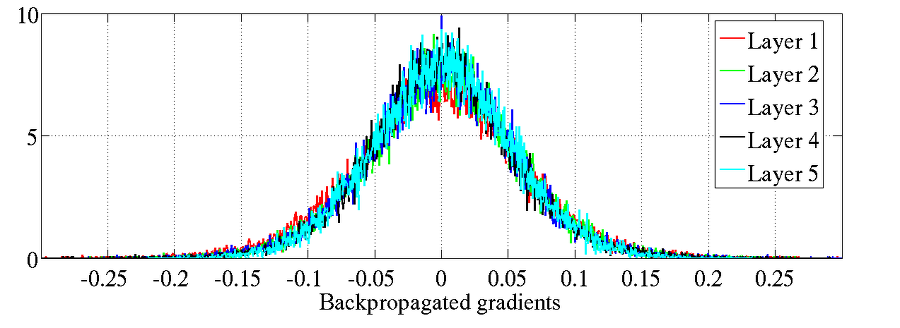 10
5
0
-0.25 -0.2 -0.15 -0.1 -0.05 0 0.05 0.1 0.15 0.2 0.25
Backpropagated gradients
Layer 1
Layer 2
Layer 3
Layer 4
Layer 5